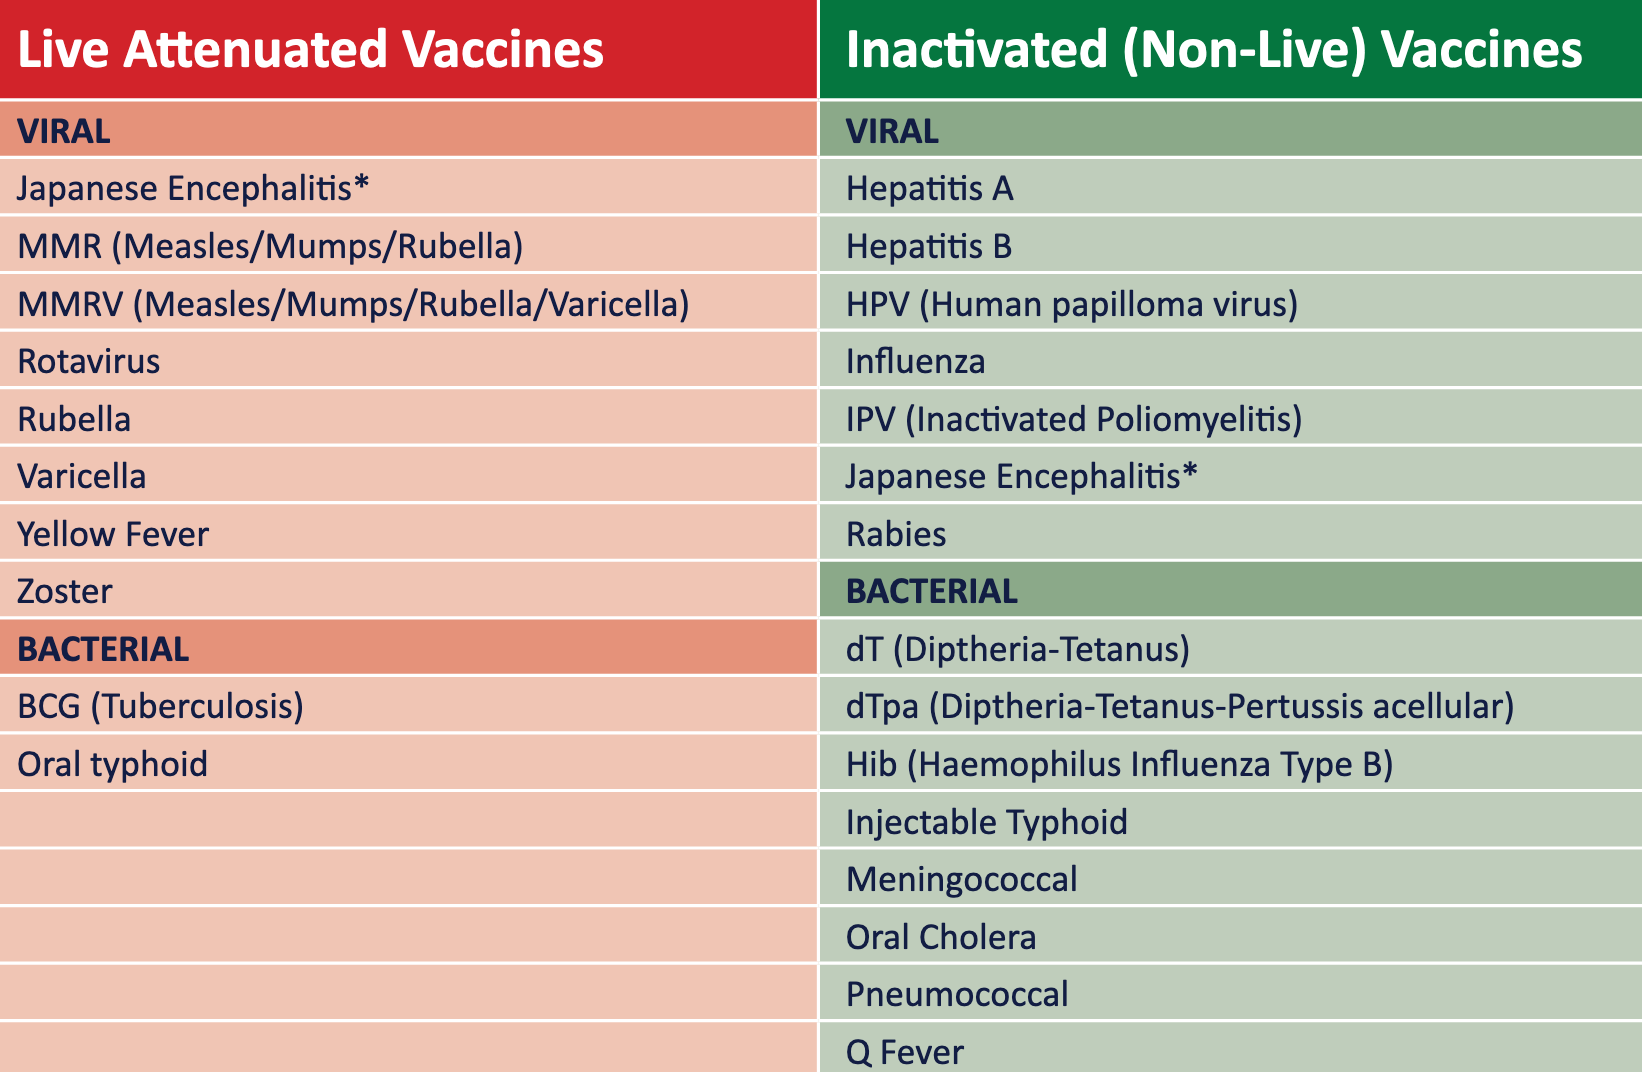 Live Attenuated Vaccines
VIRAL
Japanese Encephalitis*
MMR (Measles/Mumps/Rubella)
MMRV (Measles/Mumps/Rubella/Varicella)
Rotavirus
Rubella
Varicella
Yellow Fever
Zoster
BACTERIAL
BCG (Tuberculosis)
Oral typhoid
Inactivated (Non-Live) Vaccines
VIRAL
Hepatitis A
Hepatitis B
HPV (Human papilloma virus)
Influenza
IPV (Inactivated Poliomyelitis)
Japanese Encephalitis*
Rabies
BACTERIAL
dT (Diptheria-Tetanus)
dTpa (Diptheria-Tetanus-Pertussis acellular)
Hib (Haemophilus Influenza Type B)
Injectable Typhoid
Meningococcal
Oral Cholera
Pneumococcal
Q Fever